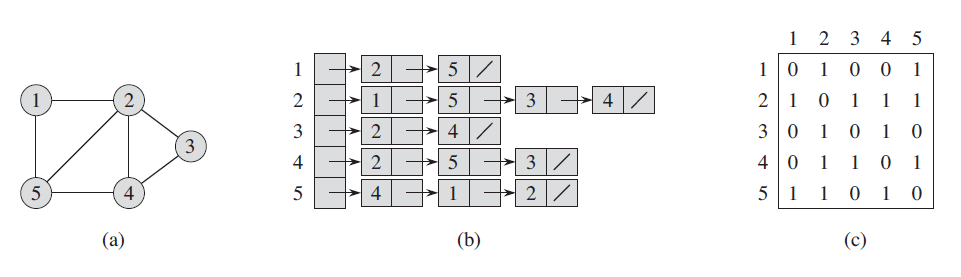 1 2
3
5 4
(a)
1 2 5 /
2 1 5 3 4 /
3 2 4 /
4 2 5 3 /
5 4 1 2 /
(b)
1 2 3 4 5
1 0 1 0 0 1
2 1 0 1 1 1
3 0 1 0 1 0
4 0 1 1 0 1
5 1 1 0 1 0
(c)